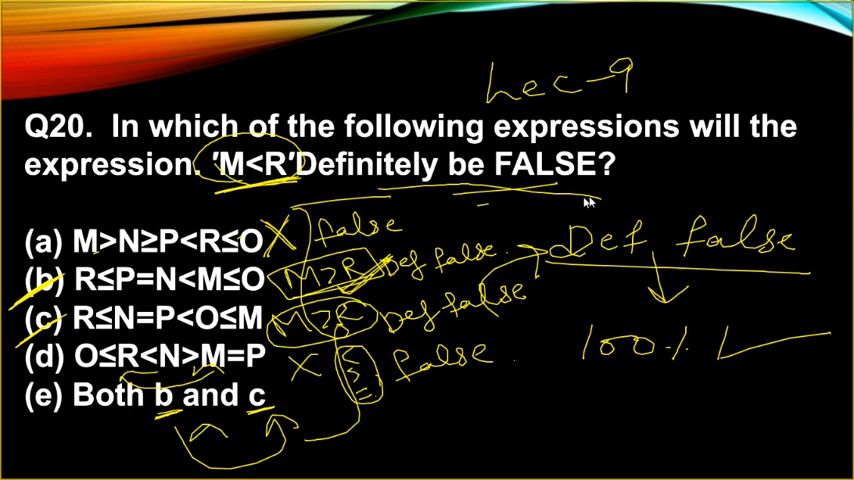 Lec-9
Q20. In which of the following expressions will the
expression. 'M<R'Definitely be FALSE?
(a) M>N≥P<R≤O X false
(b) R≤P=N<M≤O M>R Def false.
(c) R≤N=P<O≤M M>R Def false
(d) O≤R<N>M=P X false.
(e) Both b and c
Def false
100%